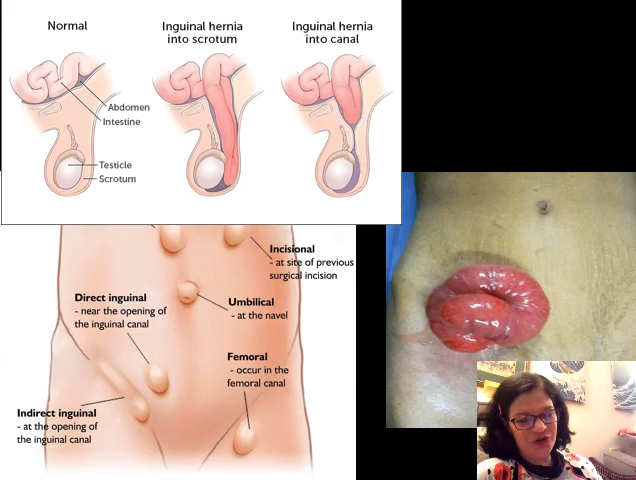 Normal
Inguinal hernia
into scrotum
Inguinal hernia
into canal
Abdomen
Intestine
Testicle
Scrotum
Incisional
- at site of previous
surgical incision
Direct inguinal
- near the opening of
the inguinal canal
Umbilical
- at the navel
Femoral
- occur in the
femoral canal
Indirect inguinal
- at the opening of
the inguinal canal